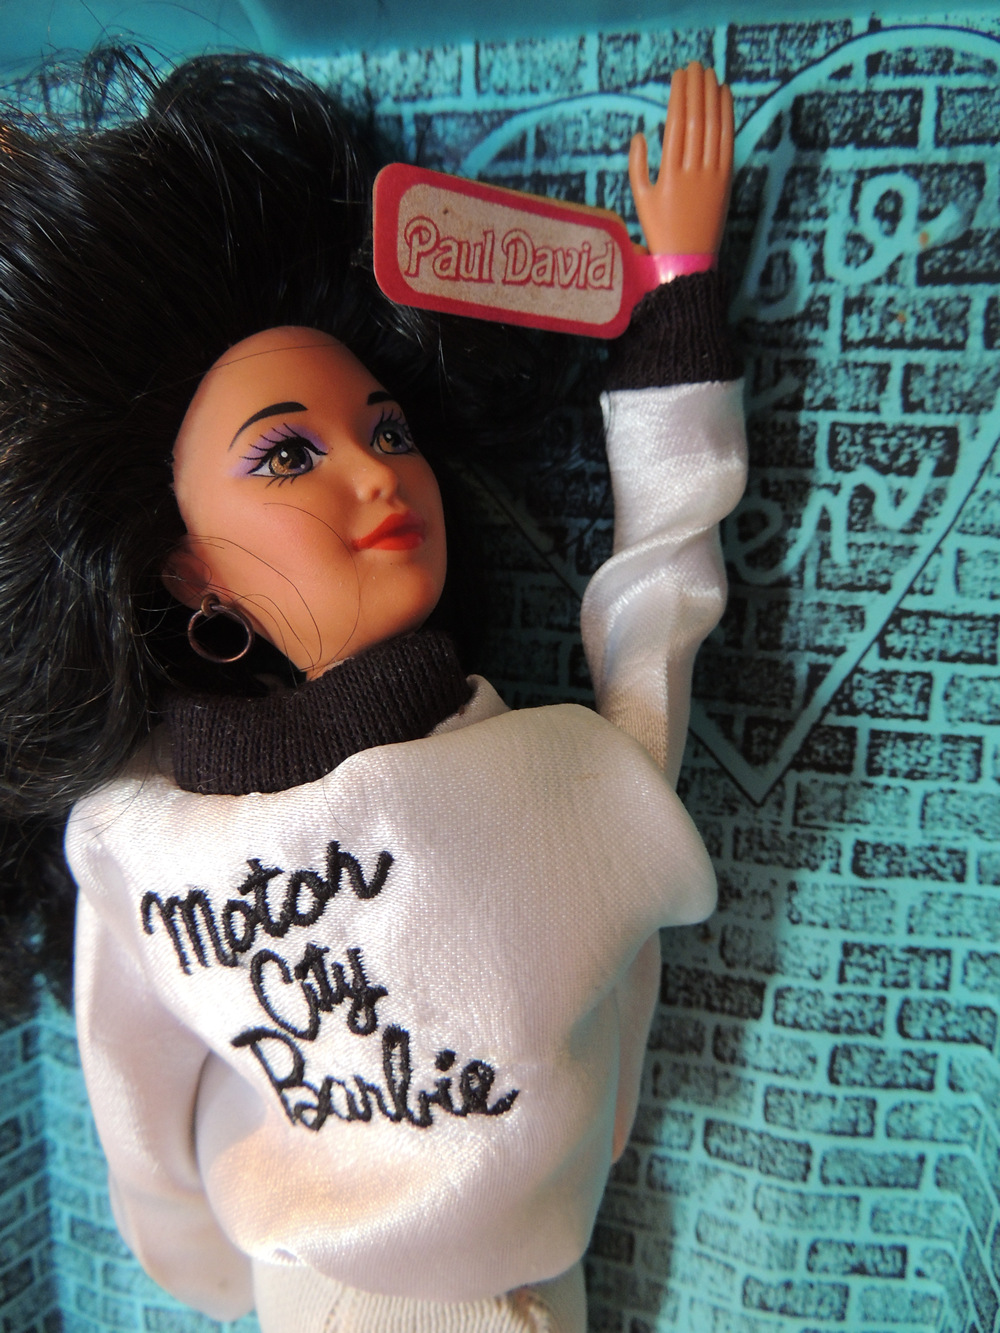 Paul David
Motor
City
Barbie